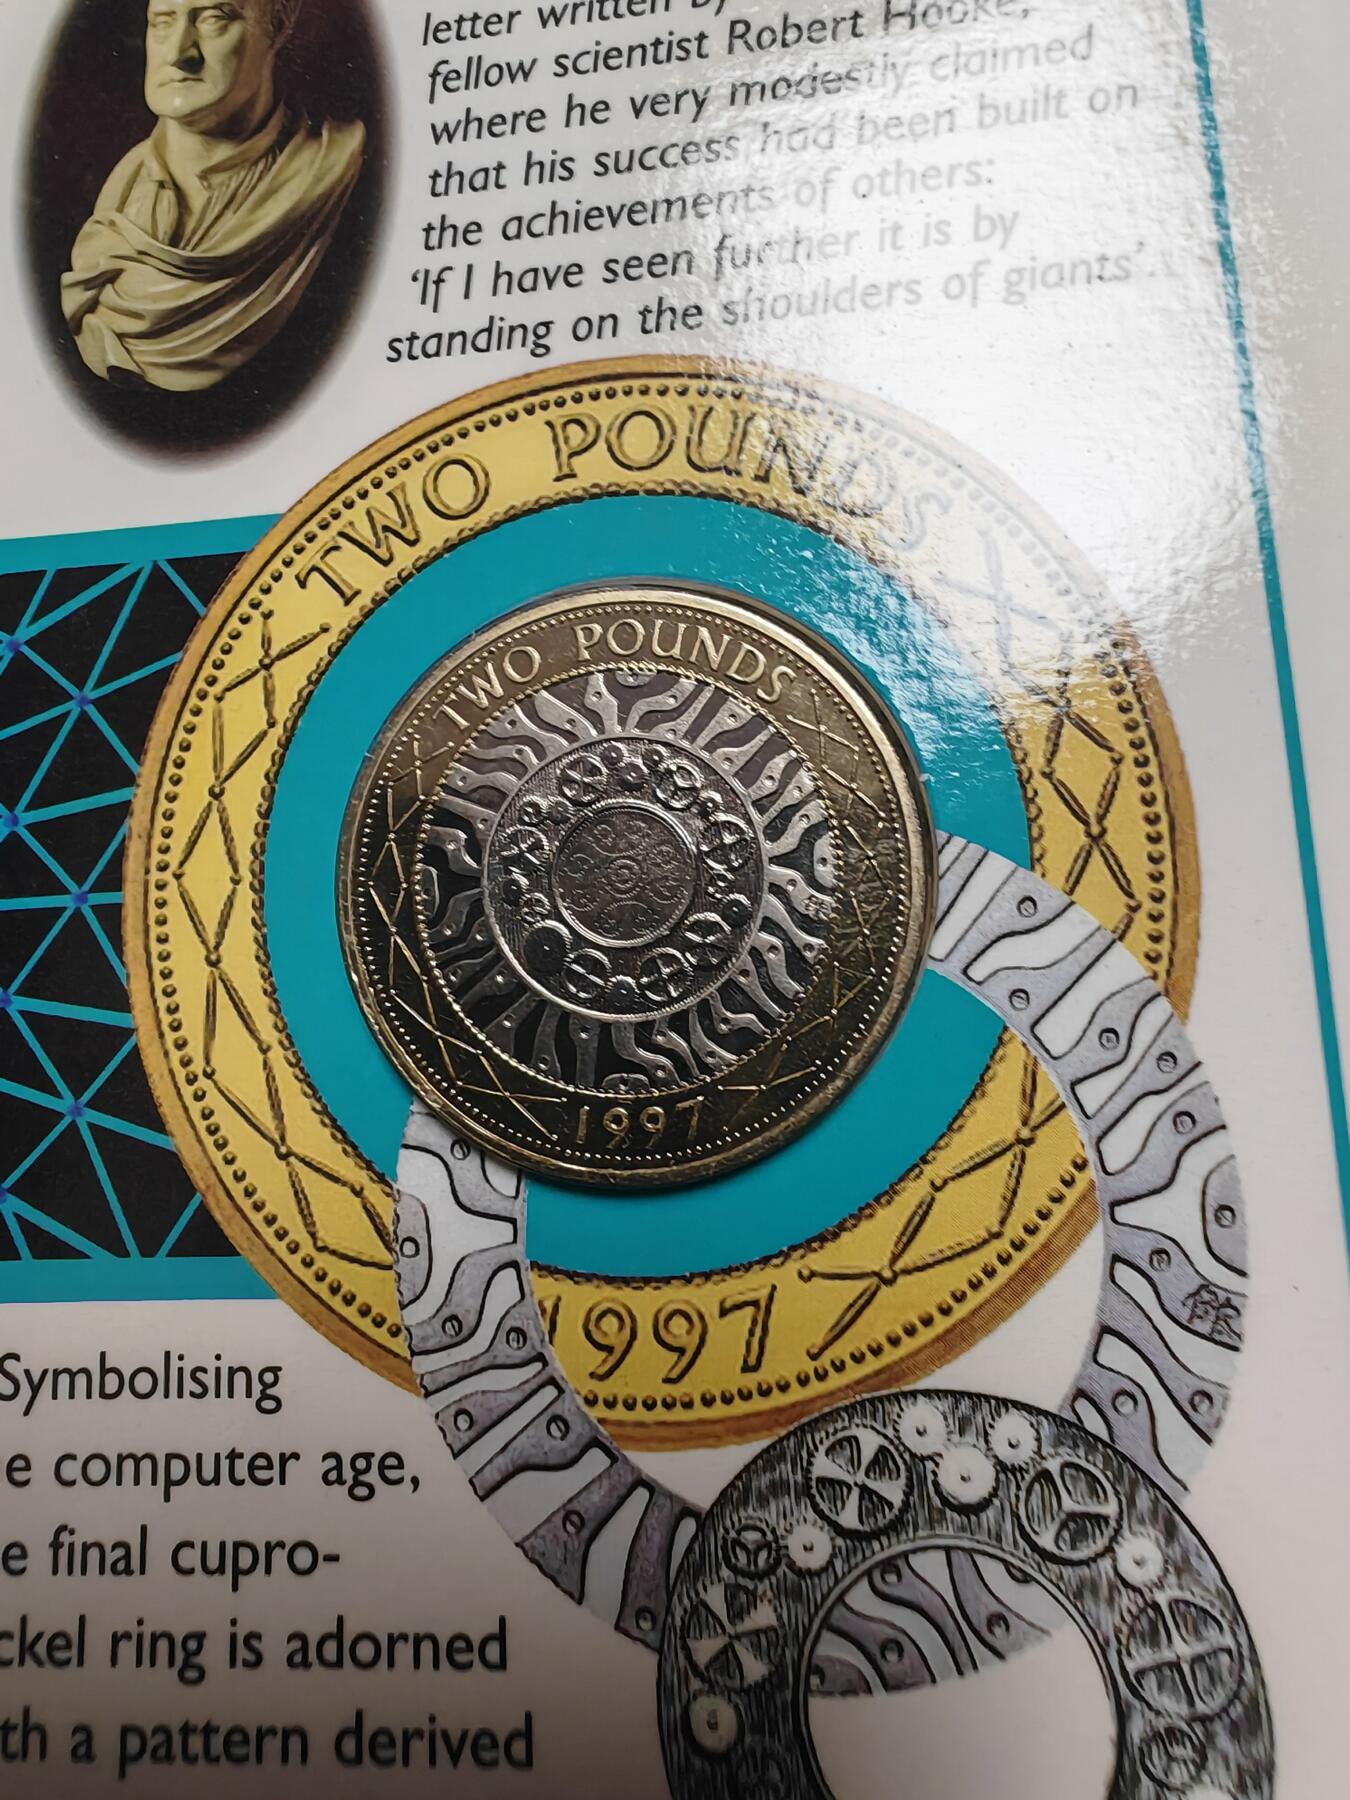 letter written by
fellow scientist Robert Hooke,
where he very modestly claimed
that his success had been built on
the achievements of others:
‘If I have seen further it is by
standing on the shoulders of giants’.
TWO POUNDS
TWO POUNDS
1997
1997
Symbolising
e computer age,
e final cupro-
ckel ring is adorned
th a pattern derived